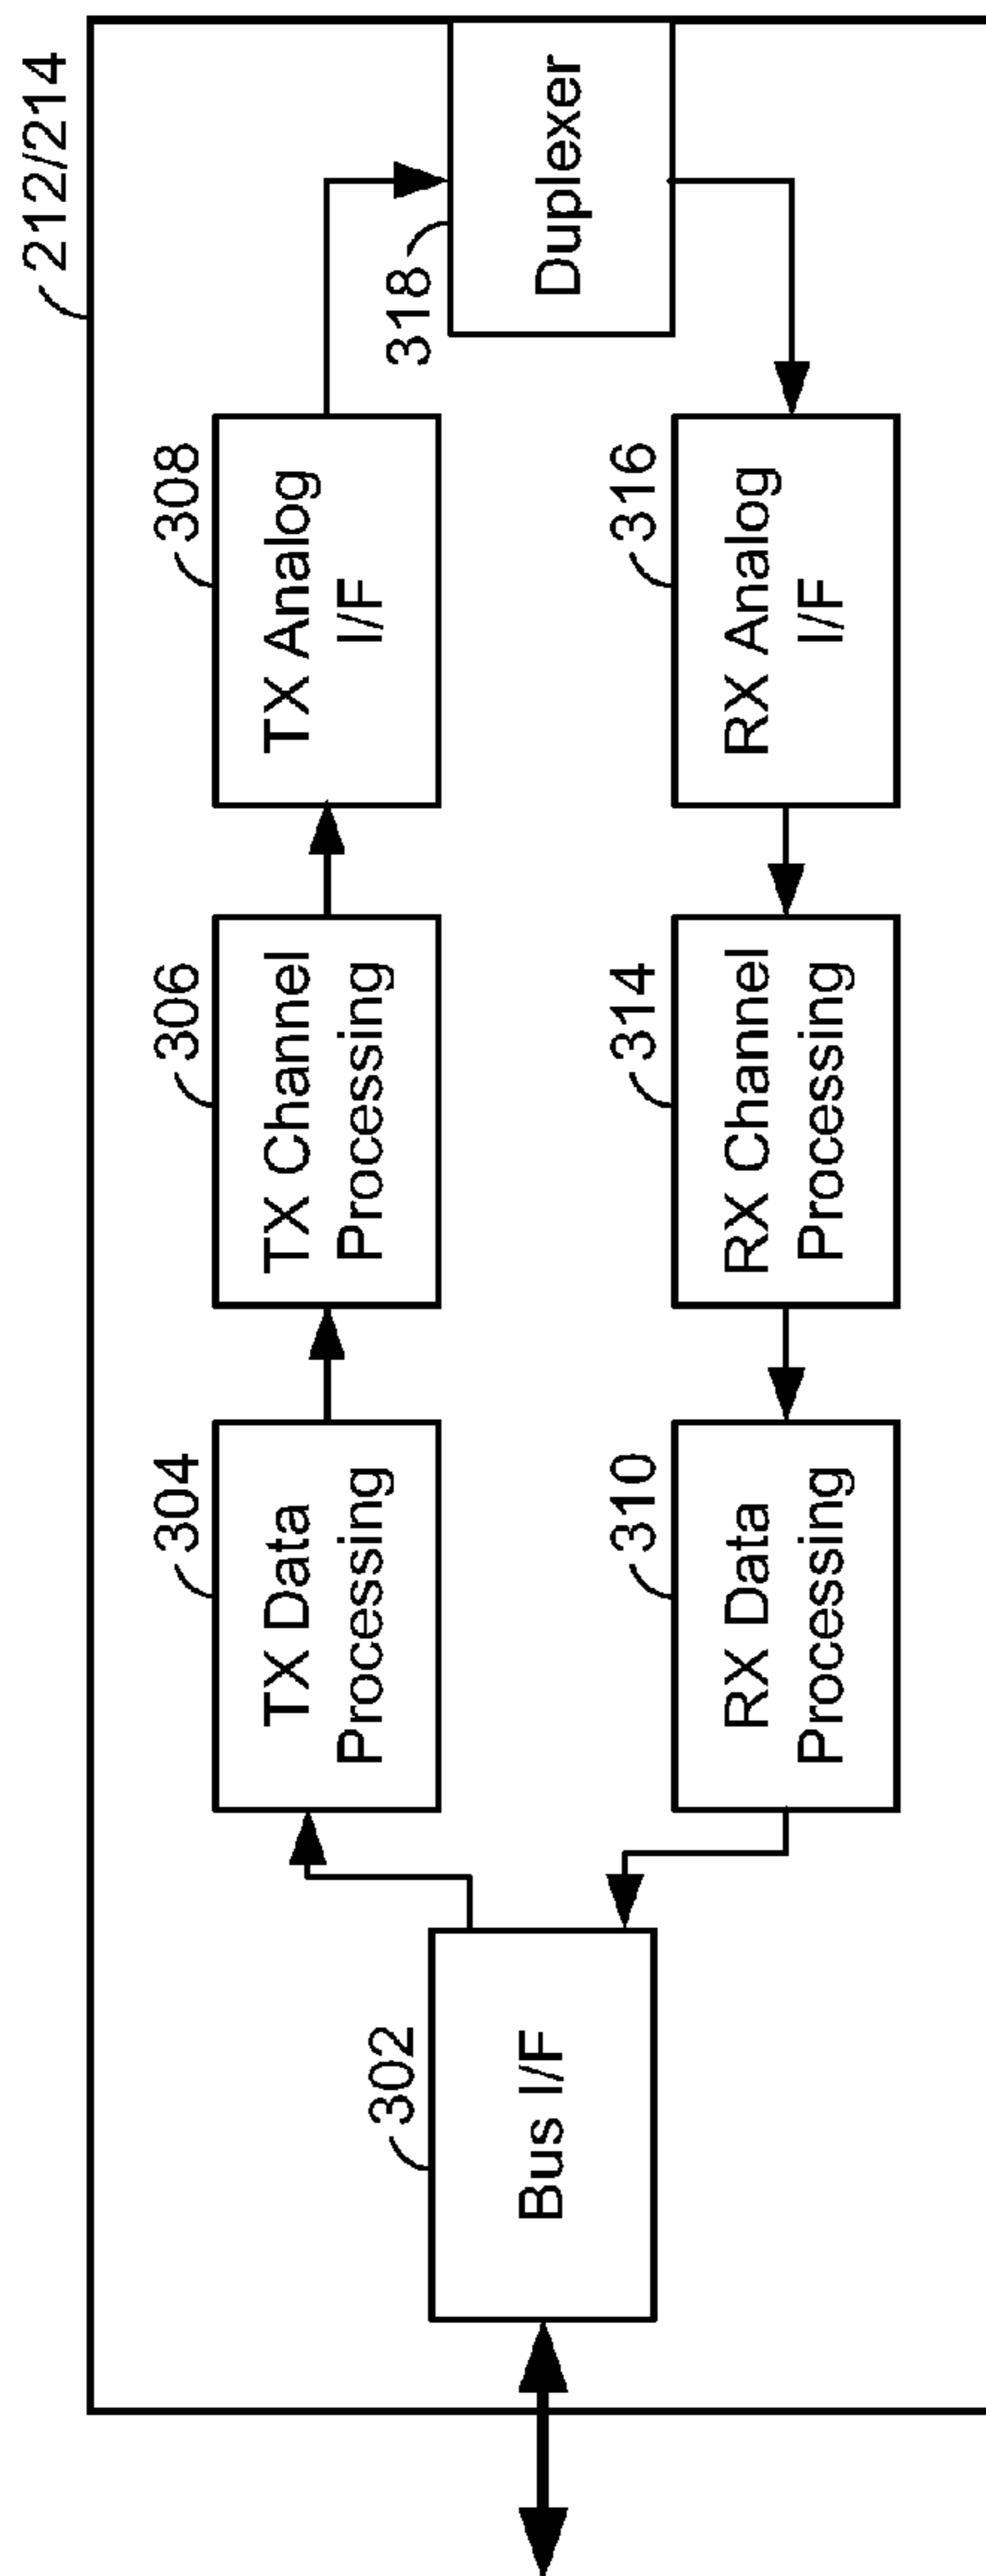 212/214
302
Bus I/F
304
TX Data
Processing
306
TX Channel
Processing
308
TX Analog
I/F
318
Duplexer
310
RX Data
Processing
314
RX Channel
Processing
316
RX Analog
I/F